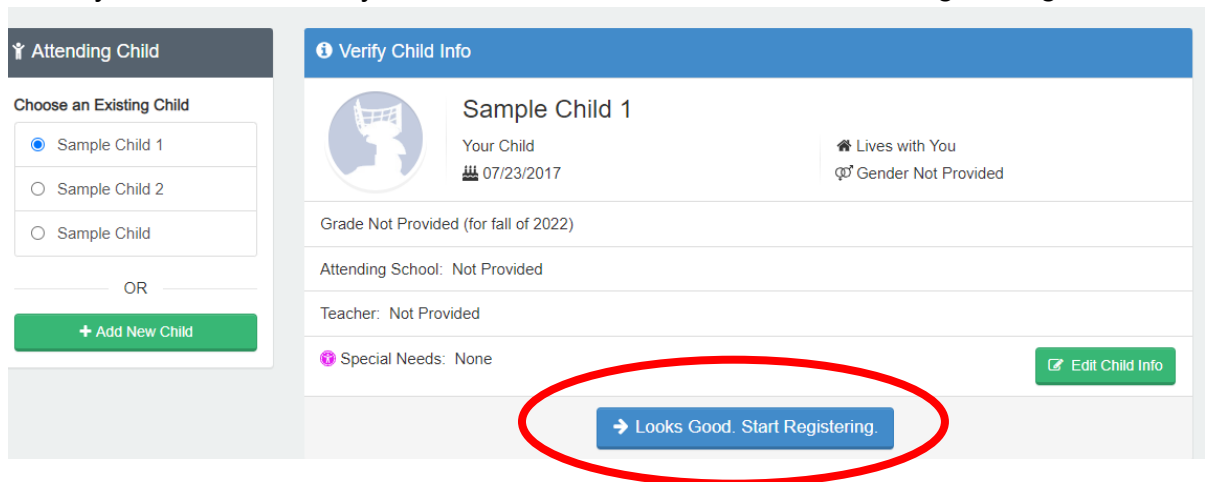 Attending Child
Choose an Existing Child
Sample Child 1
Sample Child 2
Sample Child
OR
+ Add New Child
Verify Child Info
Sample Child 1
Your Child
07/23/2017
Lives with You
Gender Not Provided
Grade Not Provided (for fall of 2022)
Attending School: Not Provided
Teacher: Not Provided
Special Needs: None
Edit Child Info
Looks Good. Start Registering.